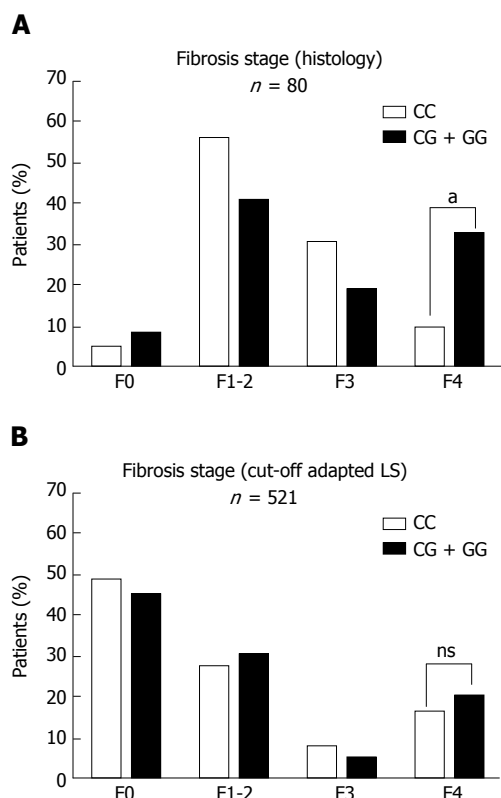 A
Fibrosis stage (histology)
n = 80
CC
CG + GG
Patients (%)
70
60
50
40
30
20
10
0
a
F0 F1-2 F3 F4
B
Fibrosis stage (cut-off adapted LS)
n = 521
CC
CG + GG
Patients (%)
70
60
50
40
30
20
10
0
ns
F0 F1-2 F3 F4